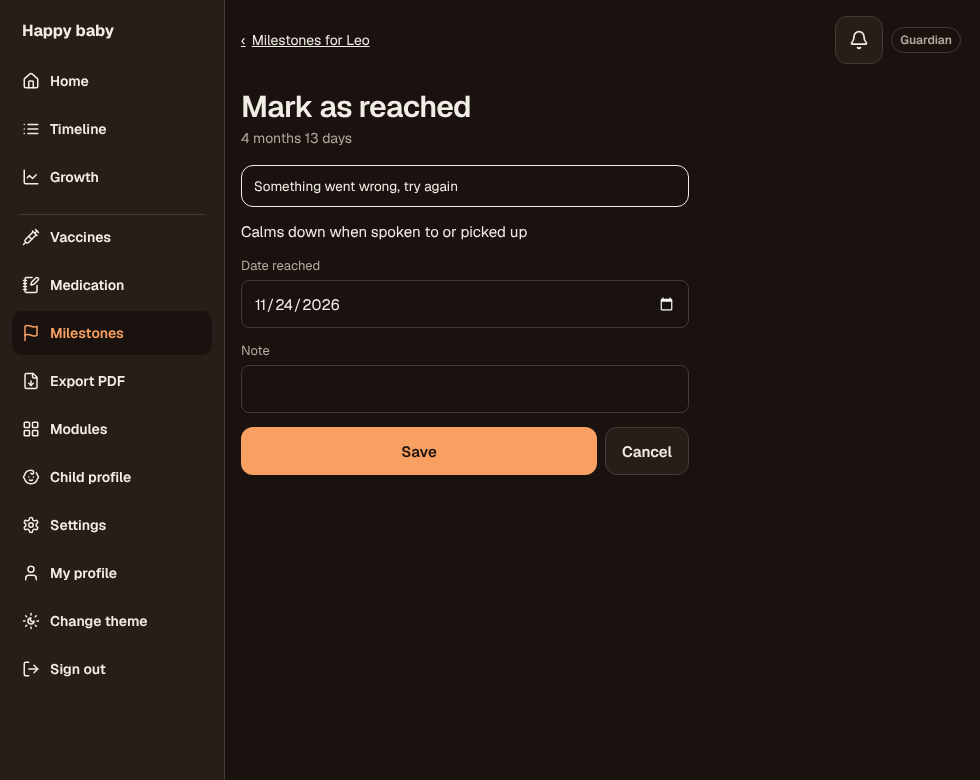 Happy baby
Home
Timeline
Growth
Vaccines
Medication
Milestones
Export PDF
Modules
Child profile
Settings
My profile
Change theme
Sign out
‹ Milestones for Leo
Guardian
Mark as reached
4 months 13 days
Something went wrong, try again
Calms down when spoken to or picked up
Date reached
11/24/2026
Note
Save
Cancel